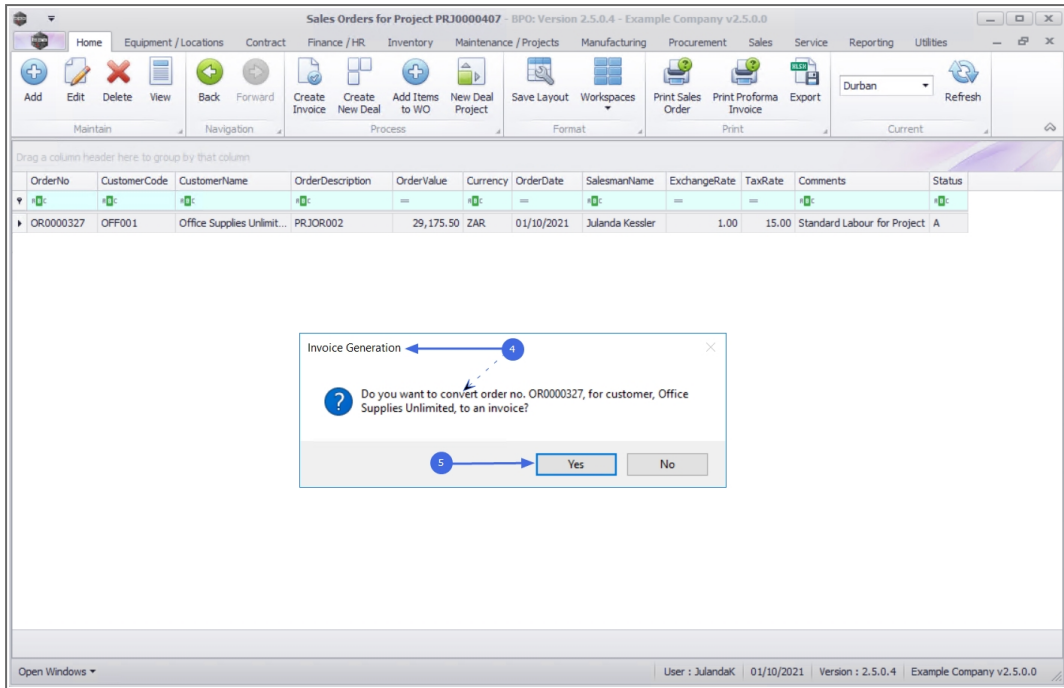 Sales Orders for Project PRJ0000407 - BPO: Version 2.5.0.4 - Example Company v2.5.0.0
Home Equipment / Locations Contract Finance / HR Inventory Maintenance / Projects Manufacturing Procurement Sales Service Reporting Utilities
Add Edit Delete View Back Forward Create Invoice Create New Deal Add Items to WO New Deal Project Save Layout Workspaces Print Sales Order Print Proforma Invoice Export Durban Refresh
Maintain Navigation Process Format Print Current
Drag a column header here to group by that column
OrderNo CustomerCode CustomerName OrderDescription OrderValue Currency OrderDate SalesmanName ExchangeRate TaxRate Comments Status
OR0000327 OFF001 Office Supplies Unlimit... PRJOR002 29,175.50 ZAR 01/10/2021 Julanda Kessler 1.00 15.00 Standard Labour for Project A
Invoice Generation 4
Do you want to convert order no. OR0000327, for customer, Office
Supplies Unlimited, to an invoice?
5 Yes No
Open Windows User : JulandaK 01/10/2021 Version : 2.5.0.4 Example Company v2.5.0.0